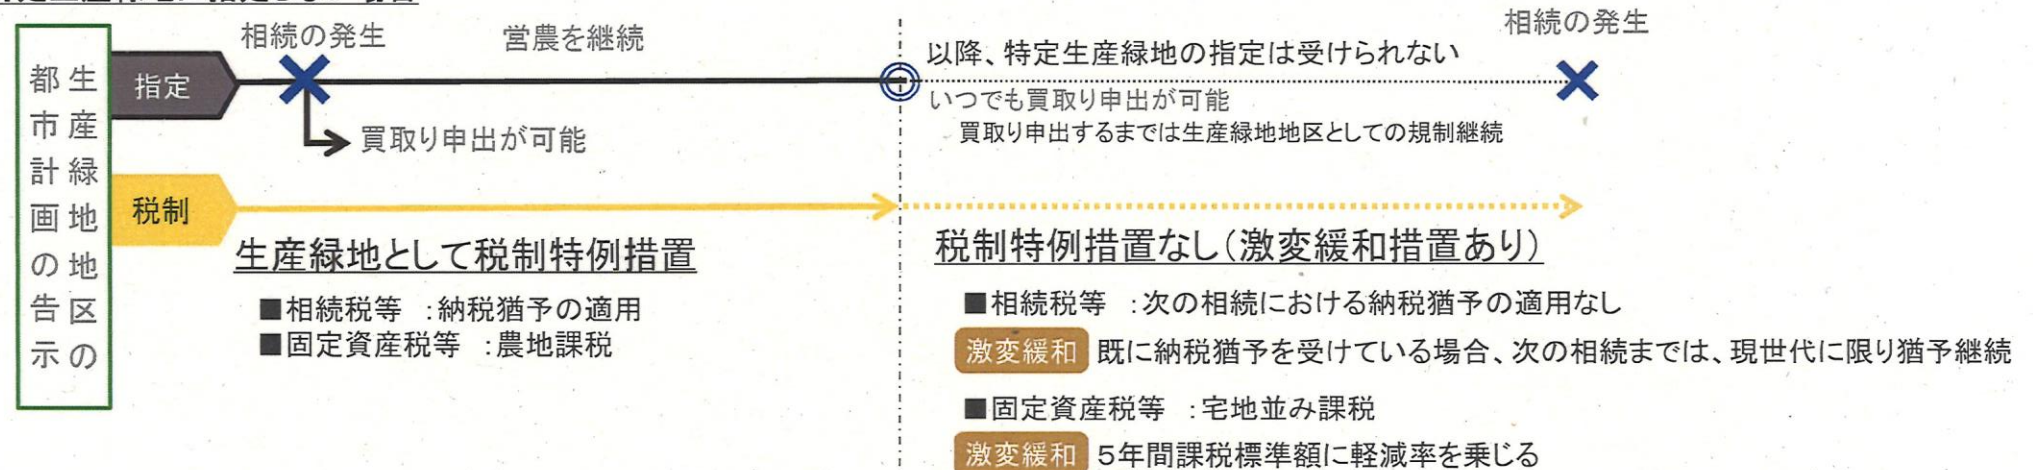 相続の発生
営農を継続
相続の発生
以降、特定生産緑地の指定は受けられない
生産緑地地区の
都市計画の告示
指定
いつでも買取り申出が可能
買取り申出が可能
買取り申出するまでは生産緑地地区としての規制継続
税制
生産緑地として税制特例措置
■相続税等 :納税猶予の適用
■固定資産税等 :農地課税
税制特例措置なし(激変緩和措置あり)
■相続税等 :次の相続における納税猶予の適用なし
激変緩和 既に納税猶予を受けている場合、次の相続までは、現世代に限り猶予継続
■固定資産税等 :宅地並み課税
激変緩和 5年間課税標準額に軽減率を乗じる